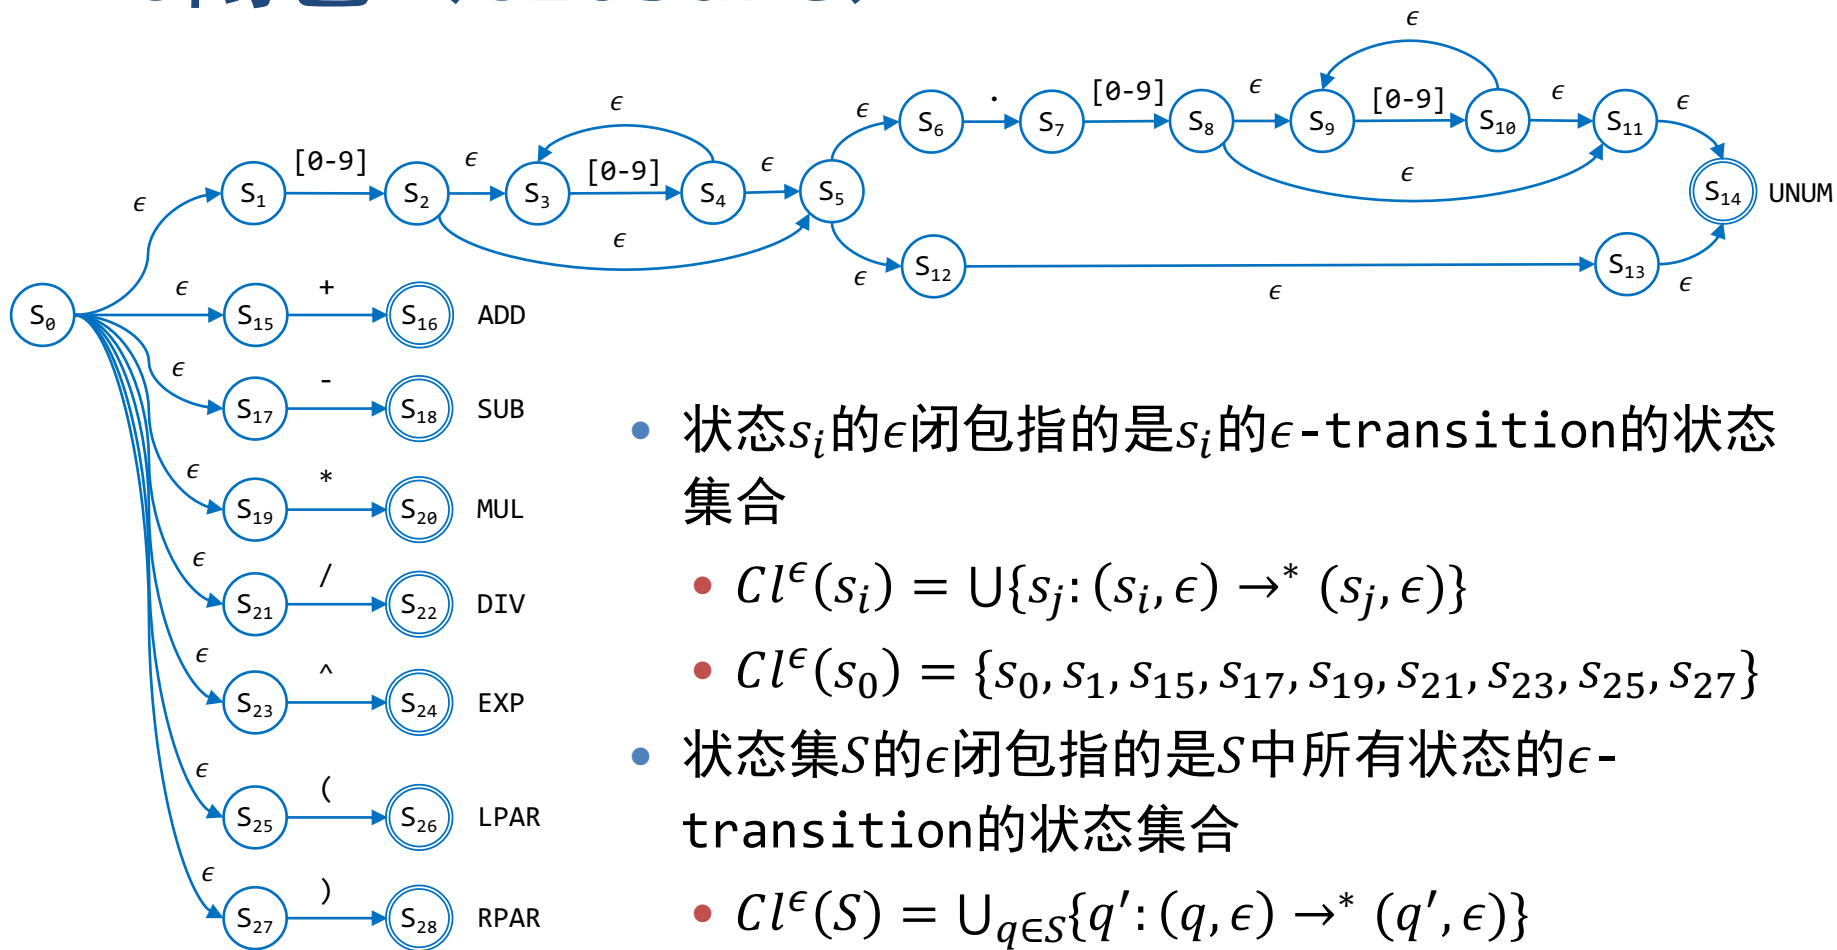 ϵ ϵ
[0-9] ϵ ϵ [0-9] ϵ ϵ . [0-9] ϵ [0-9] ϵ ϵ
S₁ S₂ S₃ S₄ S₅ S₆ S₇ S₈ S₉ S₁₀ S₁₁
ϵ ϵ ϵ
S₁₄ UNUM
ϵ S₁₂ ϵ S₁₃ ϵ
S₀ ϵ S₁₅ + S₁₆ ADD
ϵ S₁₇ - S₁₈ SUB
ϵ S₁₉ * S₂₀ MUL
ϵ S₂₁ / S₂₂ DIV
ϵ S₂₃ ^ S₂₄ EXP
ϵ S₂₅ ( S₂₆ LPAR
ϵ S₂₇ ) S₂₈ RPAR
• 状态sᵢ的ϵ闭包指的是sᵢ的ϵ-transition的状态
集合
• Cl^ϵ(sᵢ) = ∪{sⱼ: (sᵢ, ϵ) →* (sⱼ, ϵ)}
• Cl^ϵ(s₀) = {s₀, s₁, s₁₅, s₁₇, s₁₉, s₂₁, s₂₃, s₂₅, s₂₇}
• 状态集S的ϵ闭包指的是S中所有状态的ϵ-
transition的状态集合
• Cl^ϵ(S) = ∪_{q∈S}{q′: (q, ϵ) →* (q′, ϵ)}